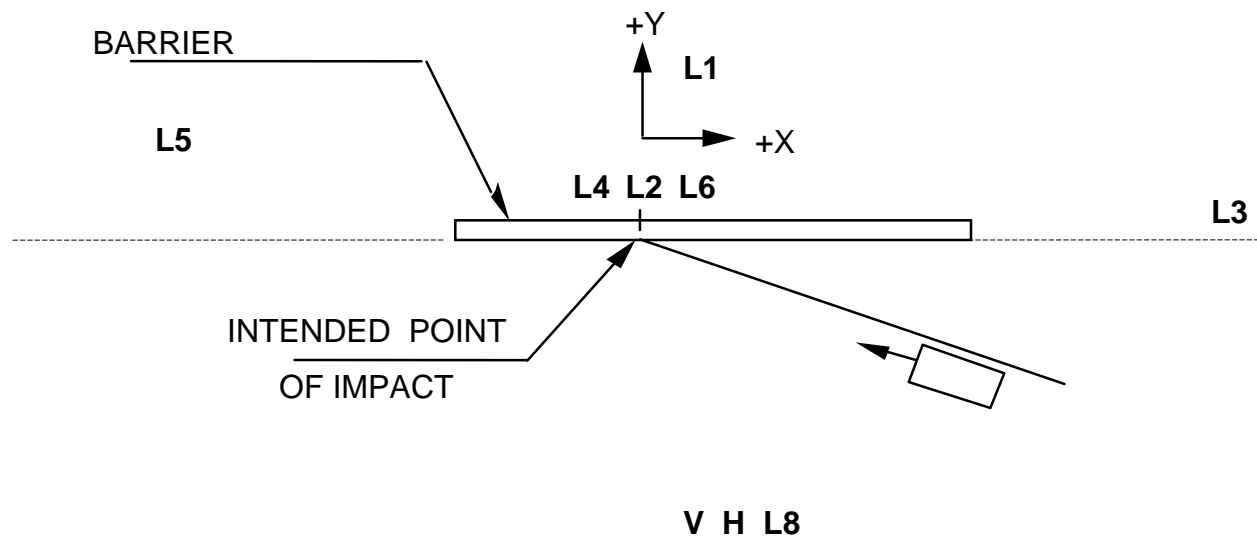 +Y
BARRIER
L1
L5
+X
L4 L2 L6
L3
INTENDED POINT
OF IMPACT
V H L8